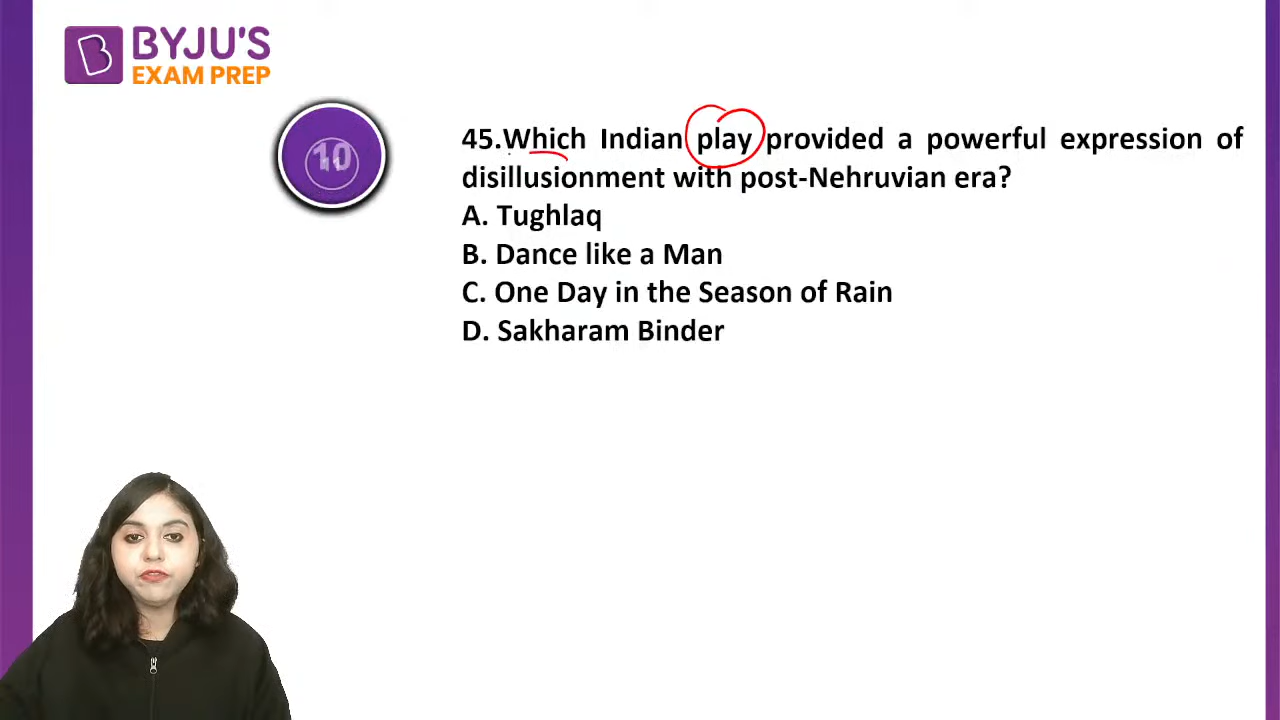 BYJU'S
EXAM PREP
45.Which Indian play provided a powerful expression of
disillusionment with post-Nehruvian era?
A. Tughlaq
B. Dance like a Man
C. One Day in the Season of Rain
D. Sakharam Binder